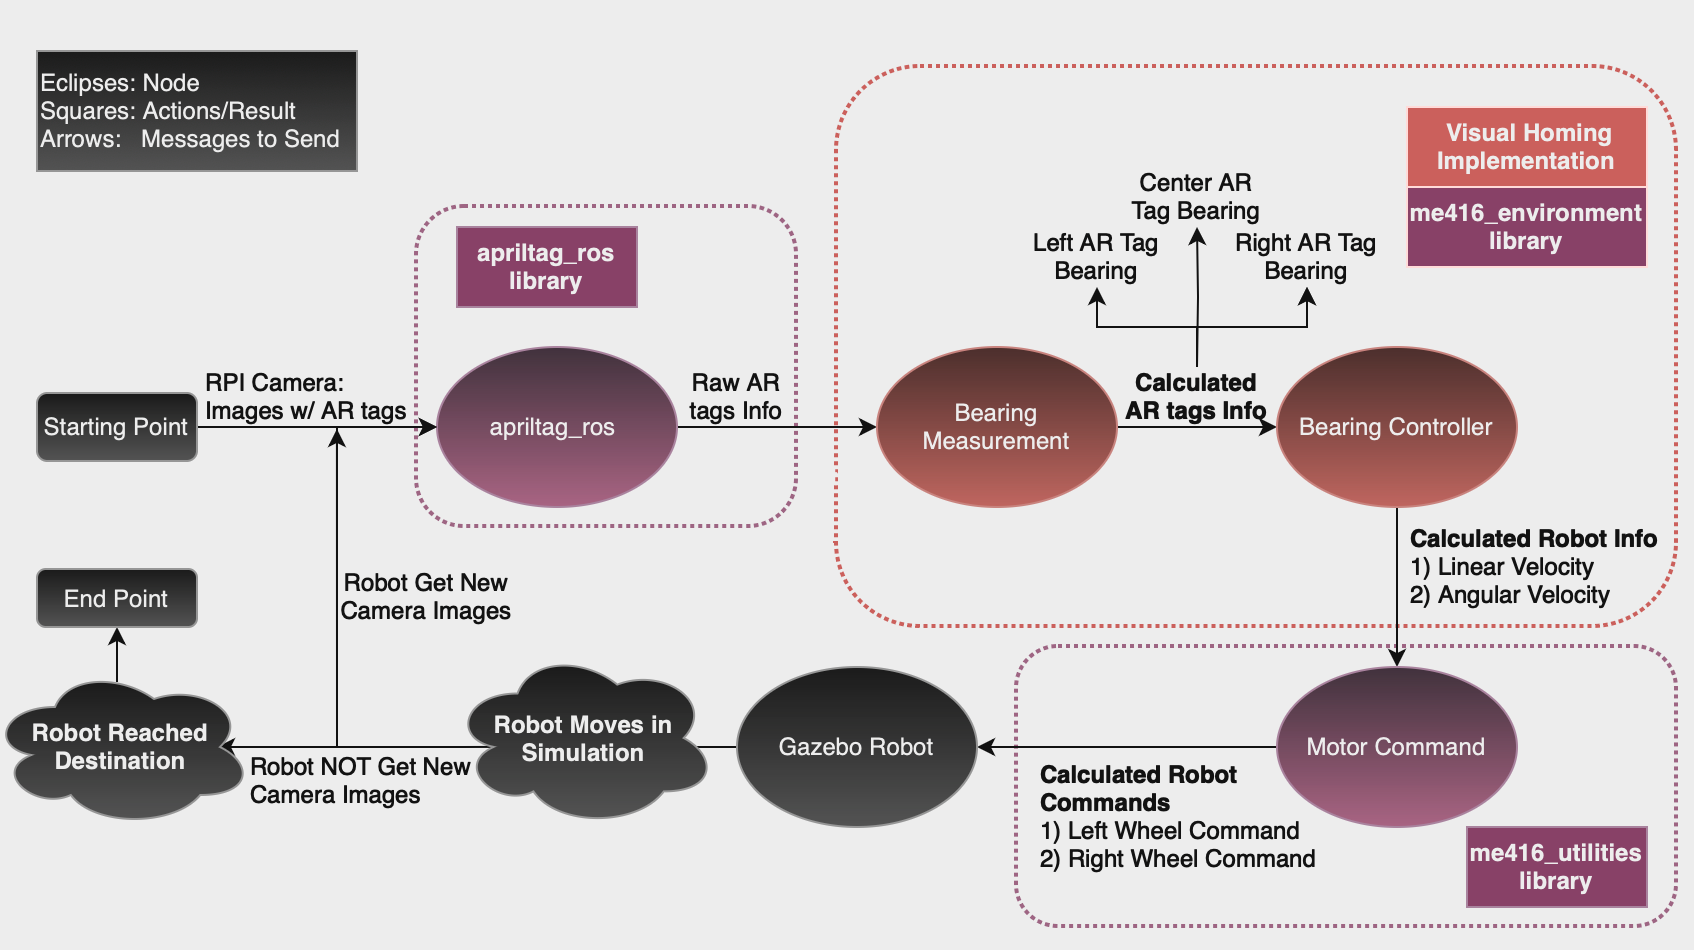 Eclipses: Node
Squares: Actions/Result
Arrows: Messages to Send
Visual Homing
Implementation
me416_environment
library
Center AR
Tag Bearing
Left AR Tag
Bearing
Right AR Tag
Bearing
apriltag_ros
library
Starting Point
RPI Camera:
Images w/ AR tags
apriltag_ros
Raw AR
tags Info
Bearing
Measurement
Calculated
AR tags Info
Bearing Controller
Calculated Robot Info
1) Linear Velocity
2) Angular Velocity
End Point
Robot Get New
Camera Images
Robot Reached
Destination
Robot NOT Get New
Camera Images
Robot Moves in
Simulation
Gazebo Robot
Motor Command
Calculated Robot
Commands
1) Left Wheel Command
2) Right Wheel Command
me416_utilities
library